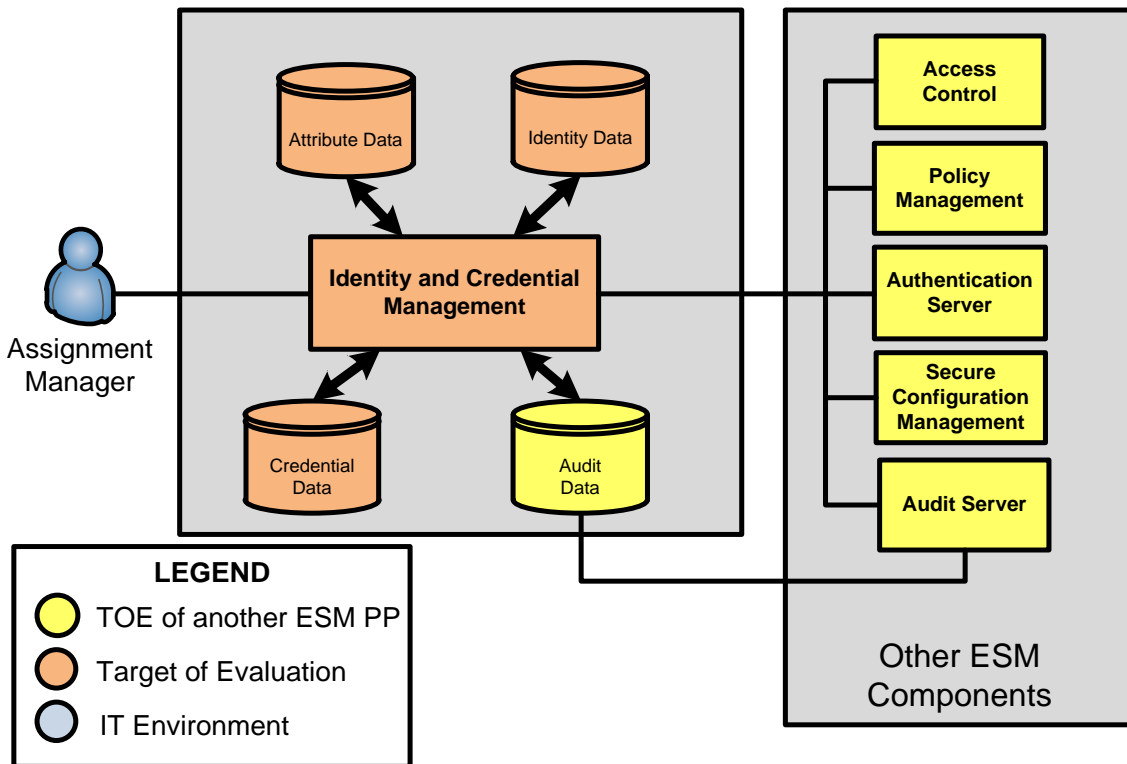 Attribute Data
Identity Data
Identity and Credential
Management
Credential
Data
Audit
Data
Assignment
Manager
Access
Control
Policy
Management
Authentication
Server
Secure
Configuration
Management
Audit Server
Other ESM
Components
LEGEND
TOE of another ESM PP
Target of Evaluation
IT Environment